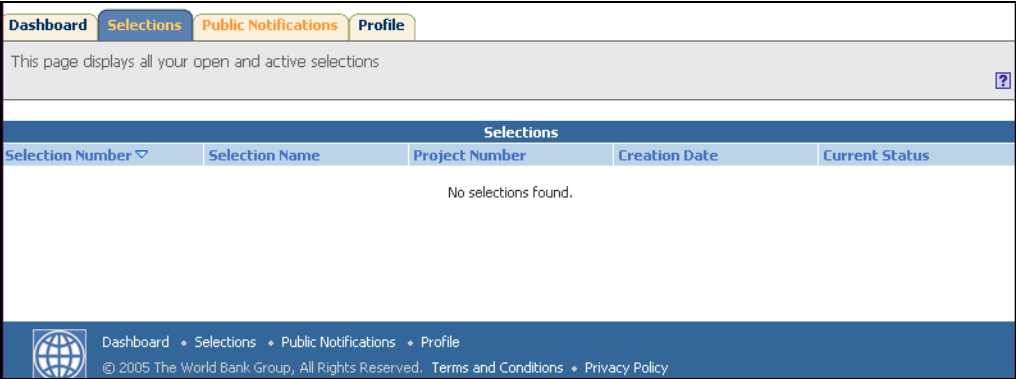 Dashboard Selections Public Notifications Profile
This page displays all your open and active selections
?
Selections
Selection Number Selection Name Project Number Creation Date Current Status
No selections found.
Dashboard • Selections • Public Notifications • Profile
© 2005 The World Bank Group, All Rights Reserved. Terms and Conditions • Privacy Policy